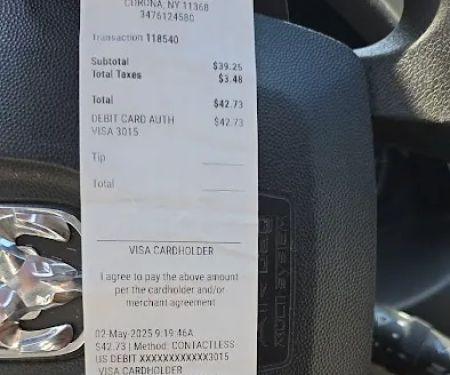 CORONA, NY 11368
3476124580
Transaction 118540
Subtotal $39.25
Total Taxes $3.48
Total $42.73
DEBIT CARD AUTH $42.73
VISA 3015
Tip
Total
VISA CARDHOLDER
I agree to pay the above amount
per the cardholder and/or
merchant agreement
02-May-2025 9:19:46A
$42.73 | Method: CONTACTLESS
US DEBIT XXXXXXXXXXXX3015
VISA CARDHOLDER